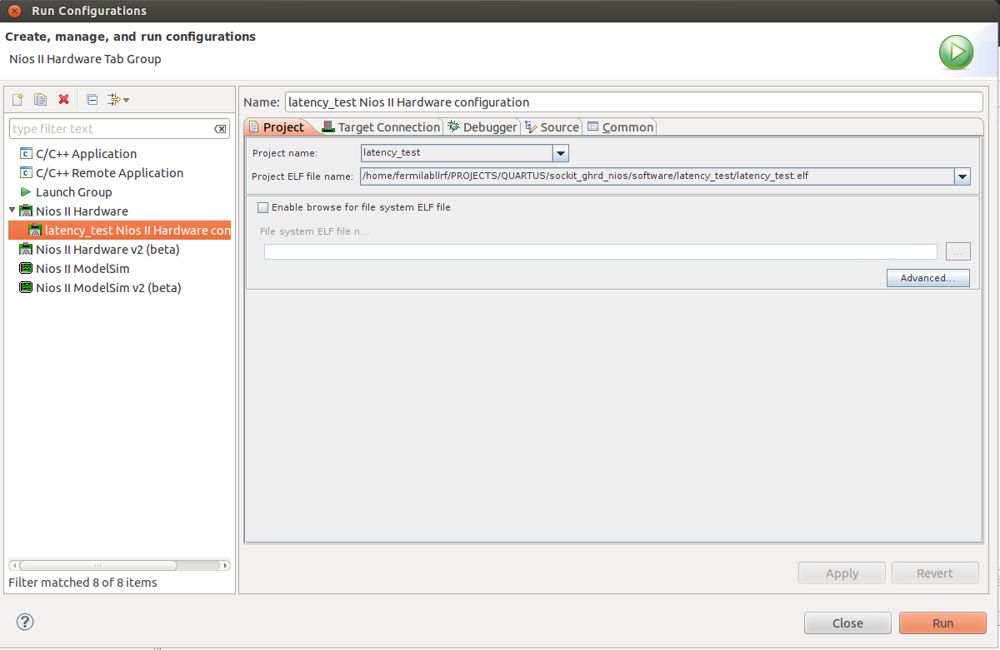 Run Configurations
Create, manage, and run configurations
Nios II Hardware Tab Group
type filter text
C/C++ Application
C/C++ Remote Application
Launch Group
Nios II Hardware
latency_test Nios II Hardware con
Nios II Hardware v2 (beta)
Nios II ModelSim
Nios II ModelSim v2 (beta)
Filter matched 8 of 8 items
Name: latency_test Nios II Hardware configuration
Project Target Connection Debugger Source Common
Project name: latency_test
Project ELF file name: /home/fermilabllrf/PROJECTS/QUARTUS/sockit_ghrd_nios/software/latency_test/latency_test.elf
Enable browse for file system ELF file
File system ELF file n...
...
Advanced...
Apply Revert
? Close Run